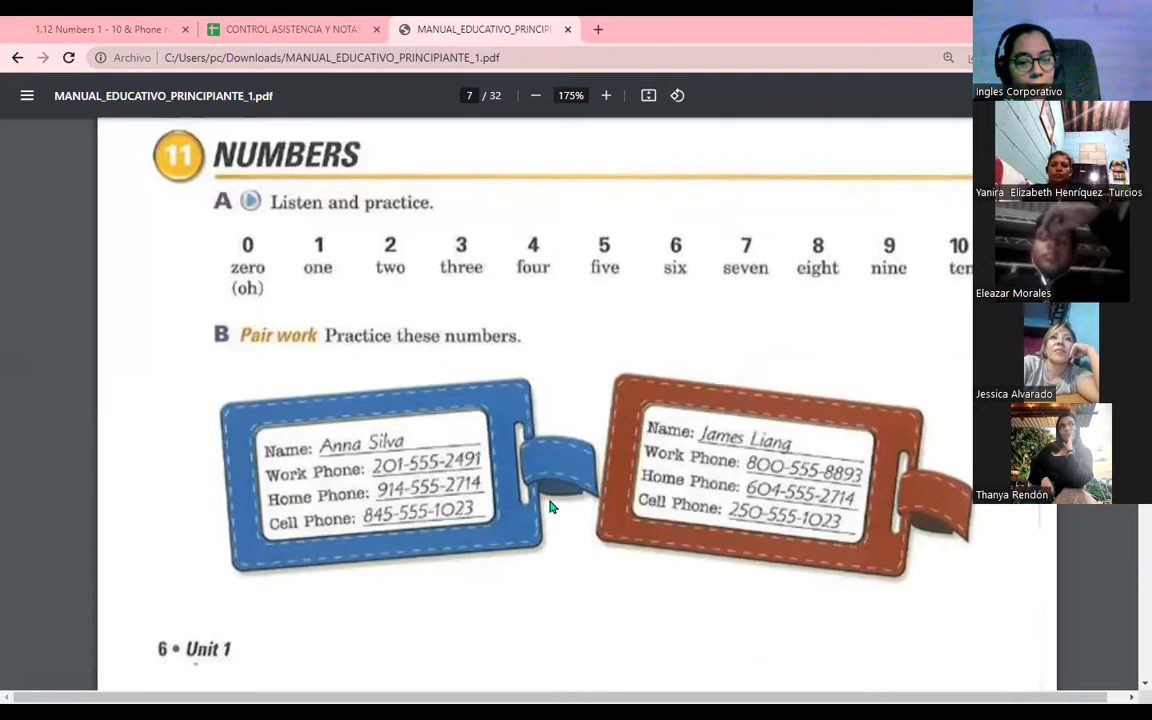 1.12 Numbers 1 - 10 & Phone
CONTROL ASISTENCIA Y NOTAS
MANUAL_EDUCATIVO_PRINCIPI
Archivo C:/Users/pc/Downloads/MANUAL_EDUCATIVO_PRINCIPIANTE_1.pdf
MANUAL_EDUCATIVO_PRINCIPIANTE_1.pdf
7 / 32
175%
11 NUMBERS
A Listen and practice.
0 1 2 3 4 5 6 7 8 9 10
zero one two three four five six seven eight nine ten
(oh)
B Pair work Practice these numbers.
Name: Anna Silva
Work Phone: 201-555-2491
Home Phone: 914-555-2714
Cell Phone: 845-555-1023
Name: James Liang
Work Phone: 800-555-8893
Home Phone: 604-555-2714
Cell Phone: 250-555-1023
6 • Unit 1
Ingles Corporativo
Yanira Elizabeth Henríquez Turcios
Eleazar Morales
Jessica Alvarado
Thanya Rendón